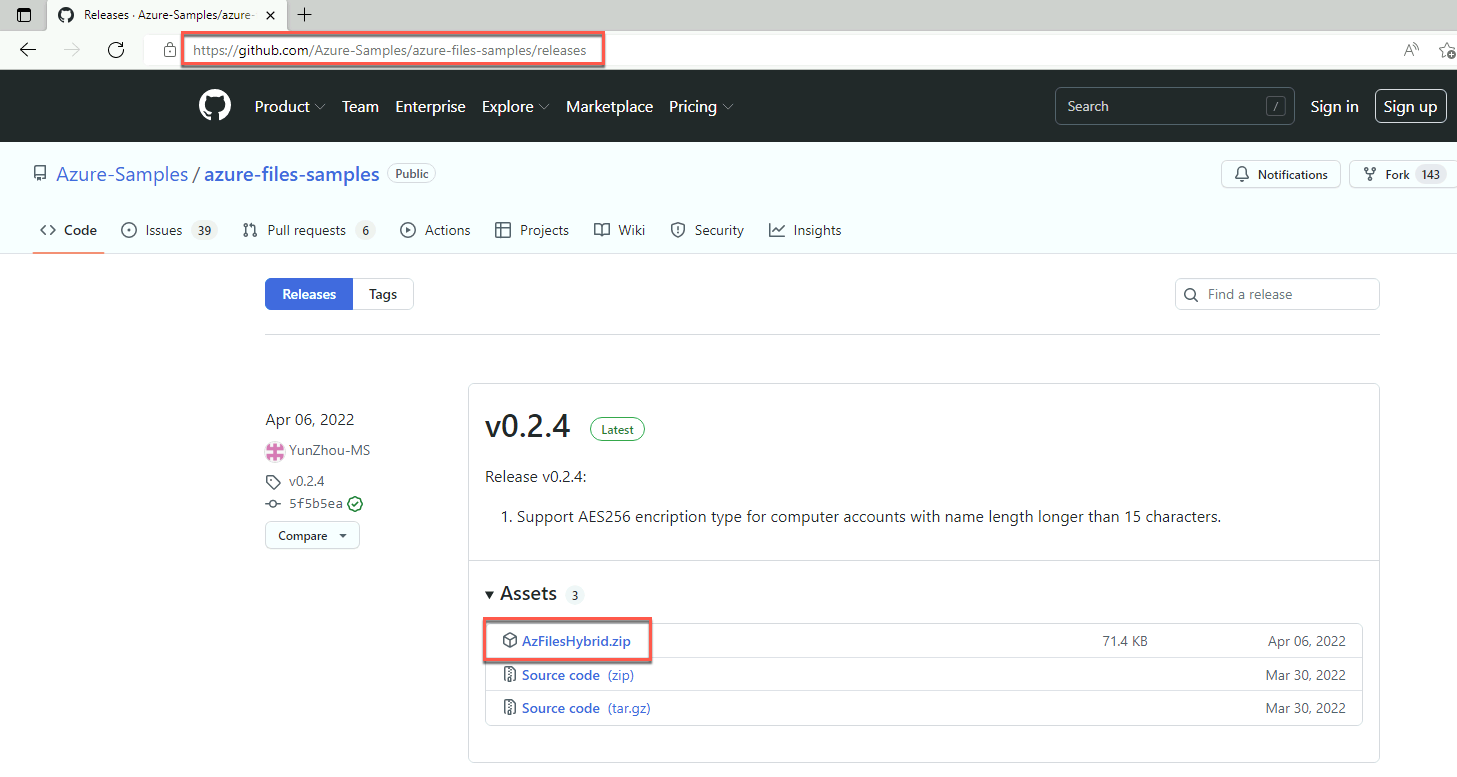 Releases · Azure-Samples/azure-
https://github.com/Azure-Samples/azure-files-samples/releases
Product Team Enterprise Explore Marketplace Pricing Search / Sign in Sign up
Azure-Samples / azure-files-samples Public Notifications Fork 143
Code Issues 39 Pull requests 6 Actions Projects Wiki Security Insights
Releases Tags Find a release
Apr 06, 2022
YunZhou-MS
v0.2.4
5f5b5ea
Compare
v0.2.4 Latest
Release v0.2.4:
1. Support AES256 encription type for computer accounts with name length longer than 15 characters.
Assets 3
AzFilesHybrid.zip 71.4 KB Apr 06, 2022
Source code (zip) Mar 30, 2022
Source code (tar.gz) Mar 30, 2022